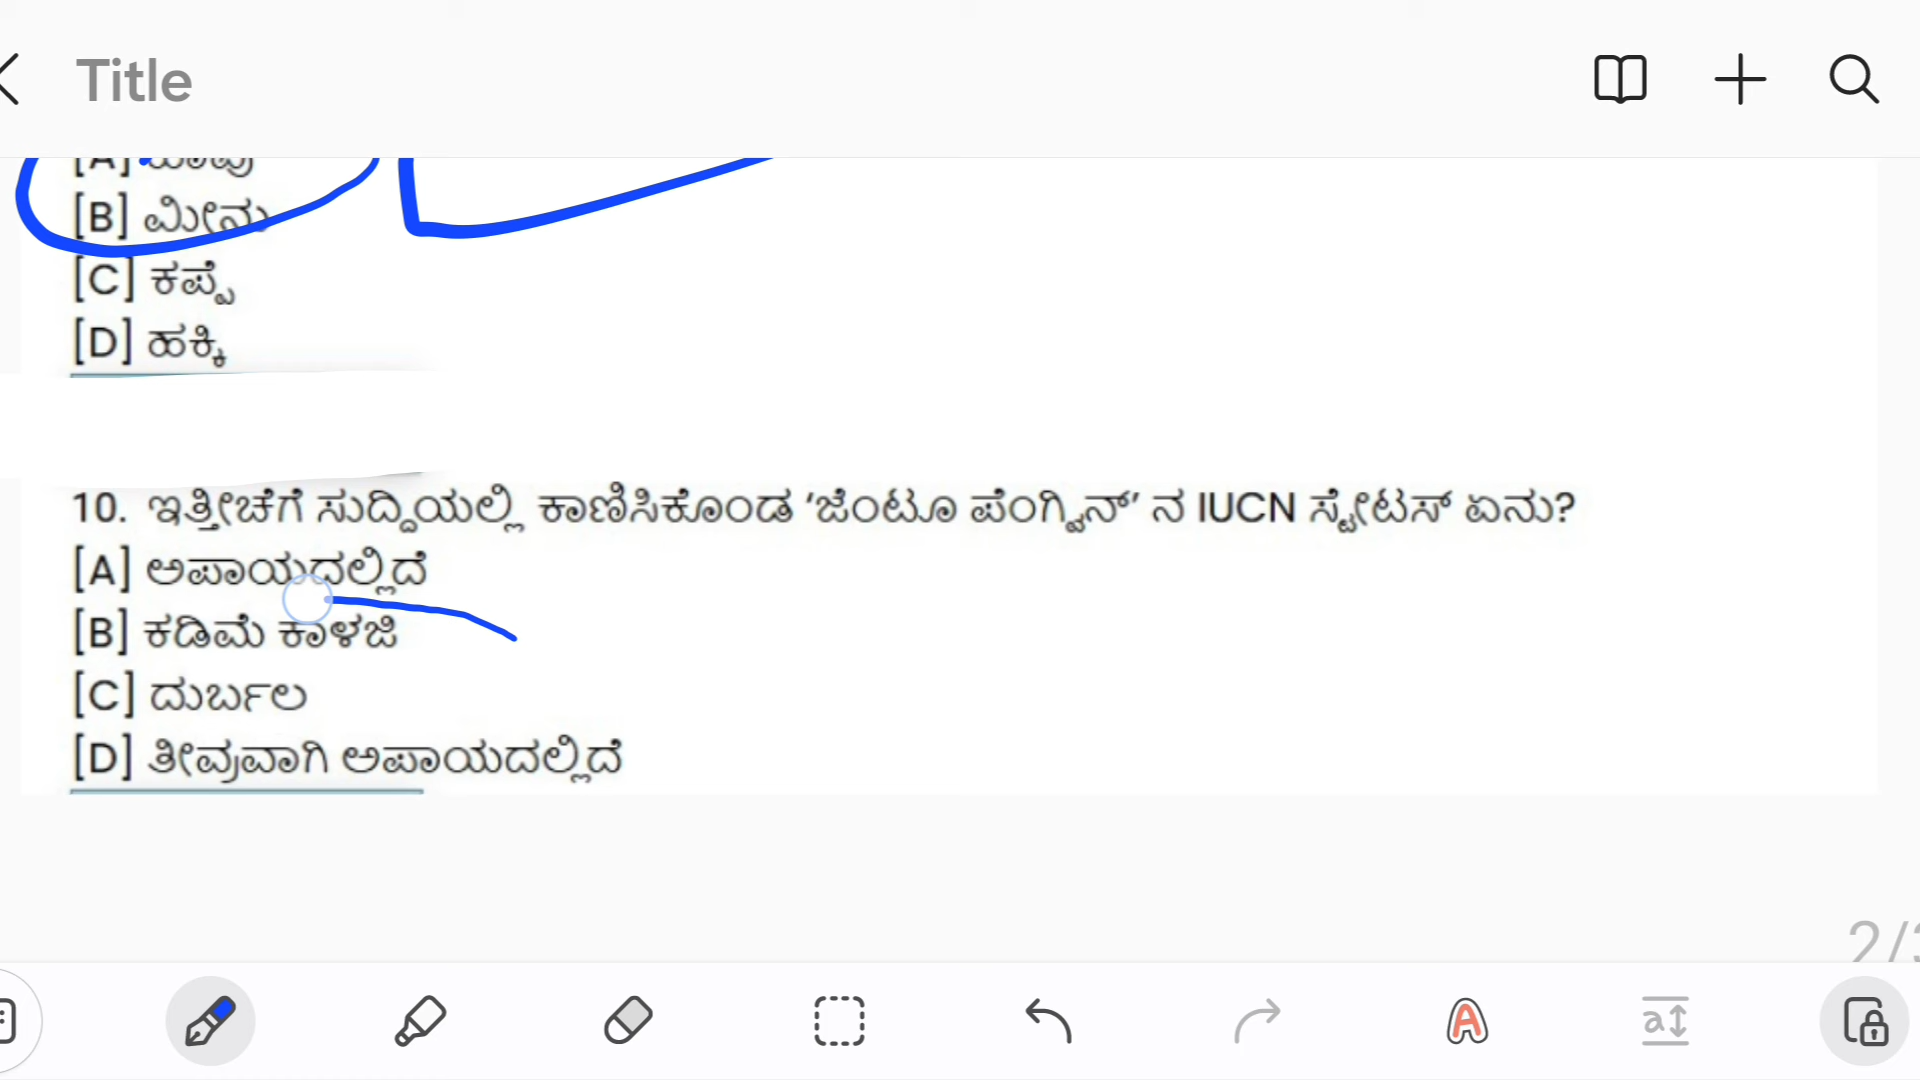 Title
[B] ಮೀನು
[C] ಕಪ್ಪೆ
[D] ಹಕ್ಕಿ
10. ಇತ್ತೀಚೆಗೆ ಸುದ್ದಿಯಲ್ಲಿ ಕಾಣಿಸಿಕೊಂಡ ‘ಜೆಂಟೂ ಪೆಂಗ್ವಿನ್’ ನ IUCN ಸ್ಟೇಟಸ್ ಏನು?
[A] ಅಪಾಯದಲ್ಲಿದೆ
[B] ಕಡಿಮೆ ಕಾಳಜಿ
[C] ದುರ್ಬಲ
[D] ತೀವ್ರವಾಗಿ ಅಪಾಯದಲ್ಲಿದೆ